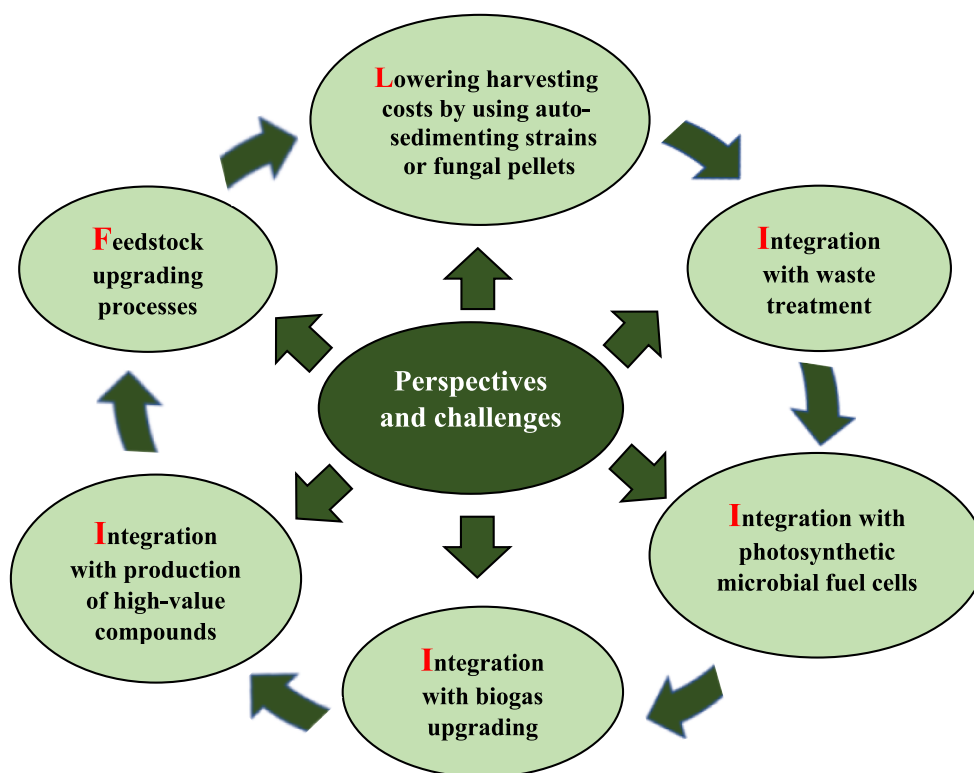 Lowering harvesting
costs by using auto-
sedimenting strains
or fungal pellets
Integration
with waste
treatment
Integration with
photosynthetic
microbial fuel cells
Integration
with biogas
upgrading
Integration
with production
of high-value
compounds
Feedstock
upgrading
processes
Perspectives
and challenges